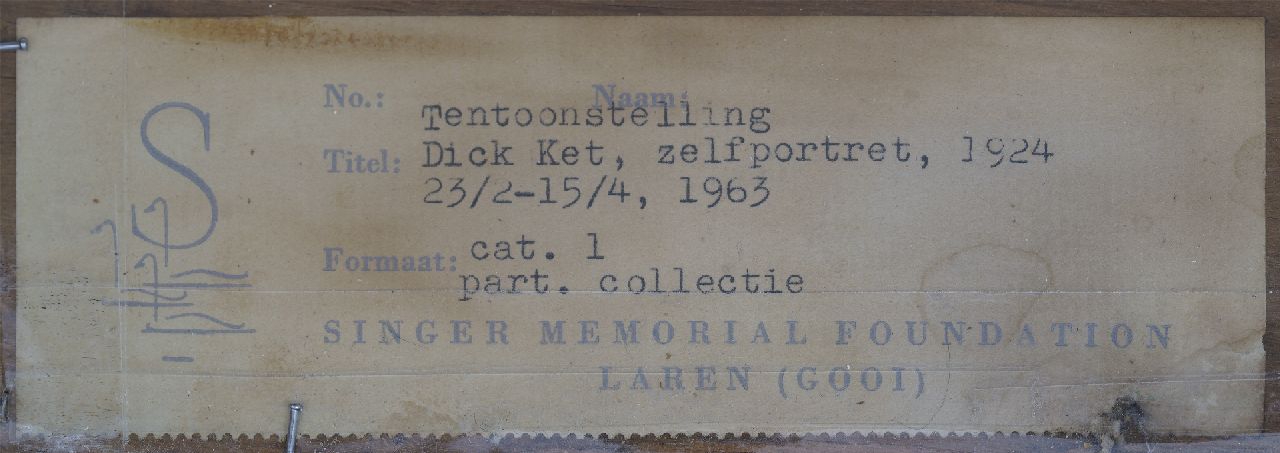 No.: Naam:
Tentoonstelling
Titel: Dick Ket, zelfportret, 1924
23/2-15/4, 1963
Formaat: cat. 1
part. collectie
SINGER MEMORIAL FOUNDATION
LAREN (GOOI)